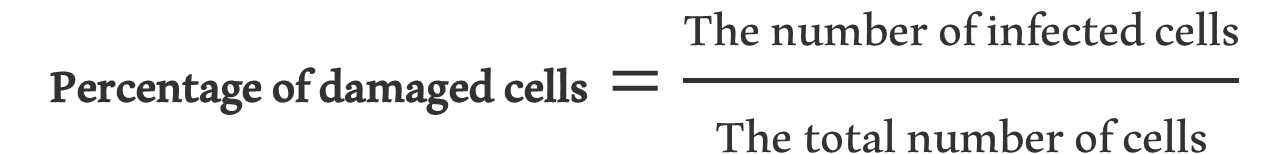 The number of infected cells
Percentage of damaged cells =
The total number of cells